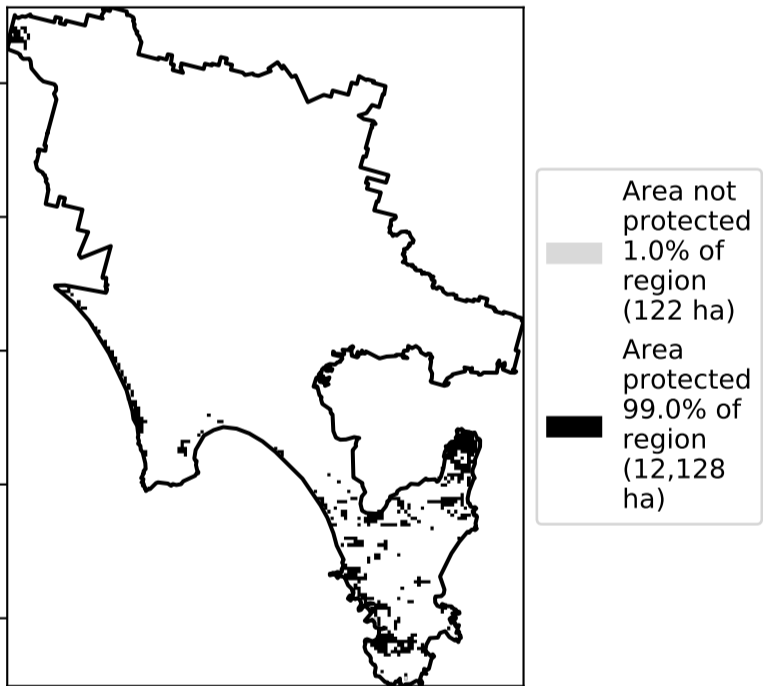 Area not
protected
1.0% of
region
(122 ha)
Area
protected
99.0% of
region
(12,128
ha)